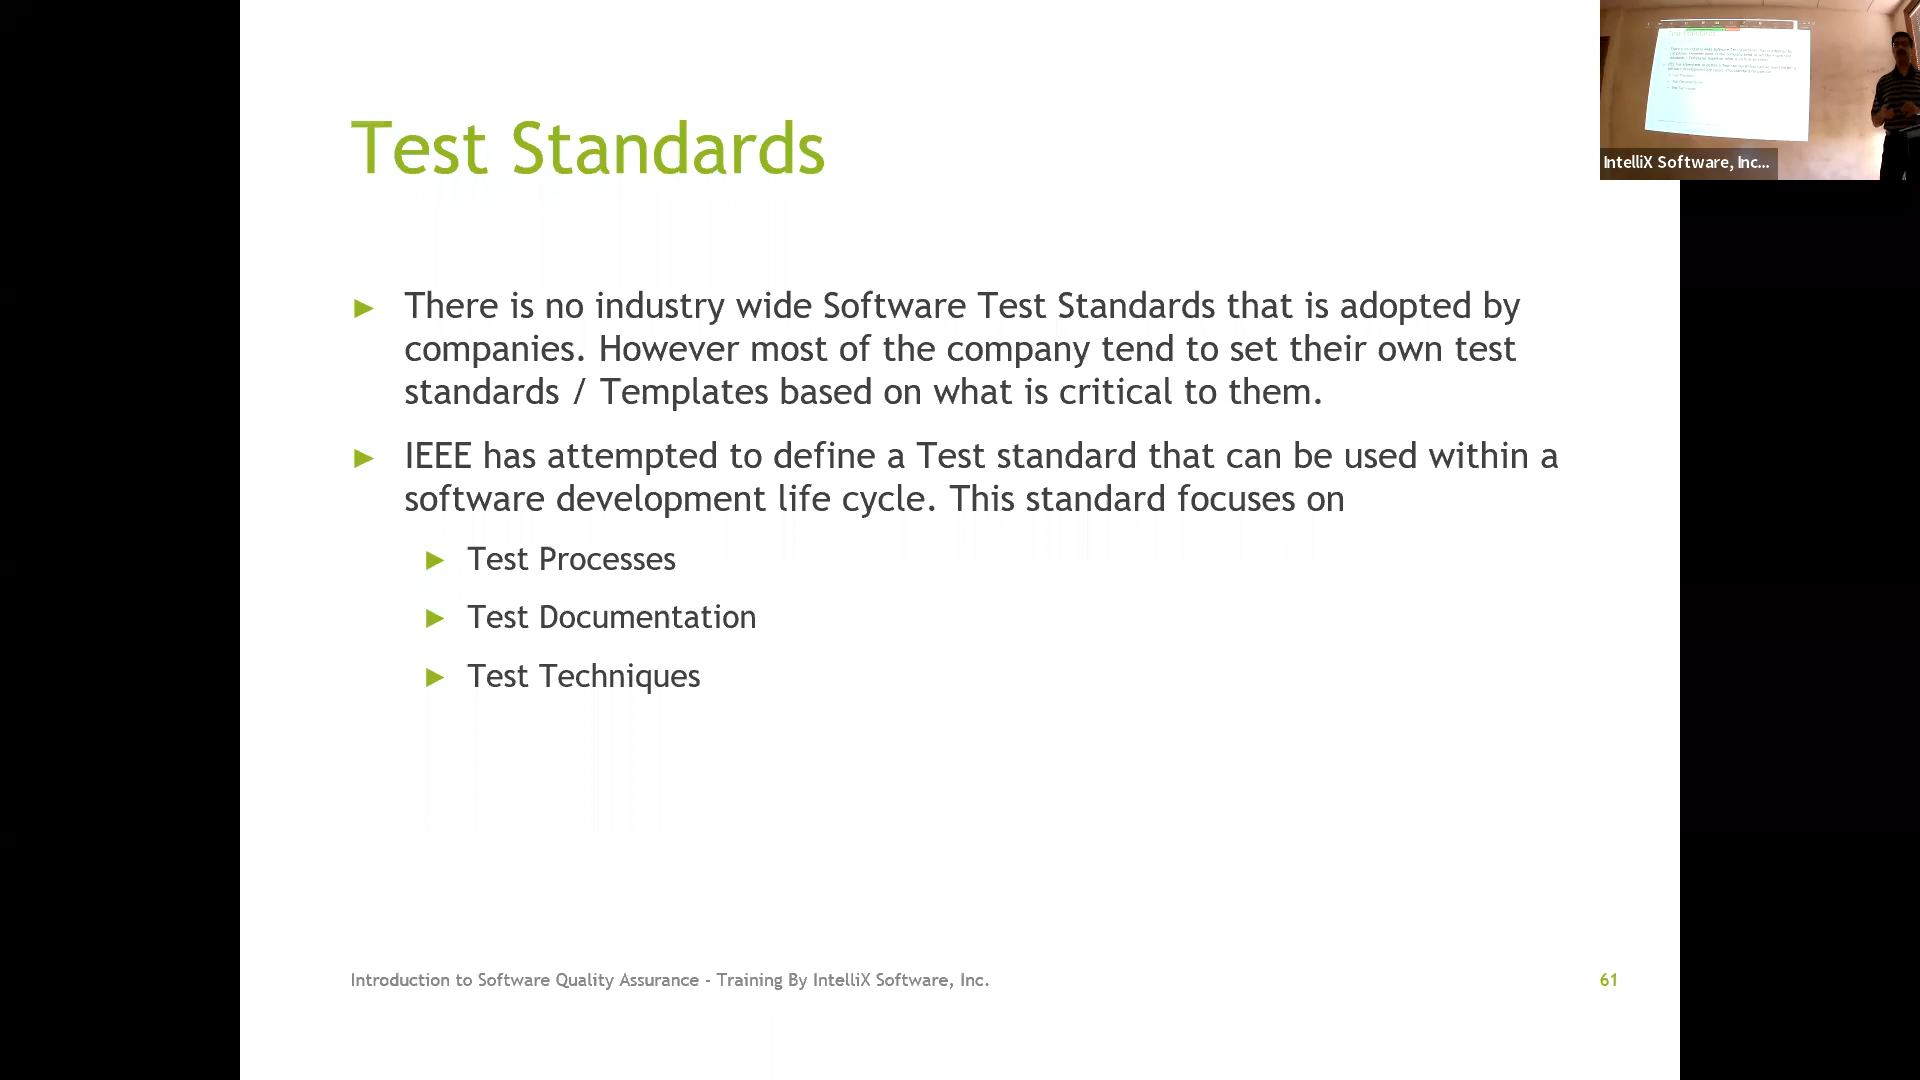 Test Standards
► There is no industry wide Software Test Standards that is adopted by
companies. However most of the company tend to set their own test
standards / Templates based on what is critical to them.
► IEEE has attempted to define a Test standard that can be used within a
software development life cycle. This standard focuses on
► Test Processes
► Test Documentation
► Test Techniques
Introduction to Software Quality Assurance - Training By IntelliX Software, Inc.
61
IntelliX Software, Inc...